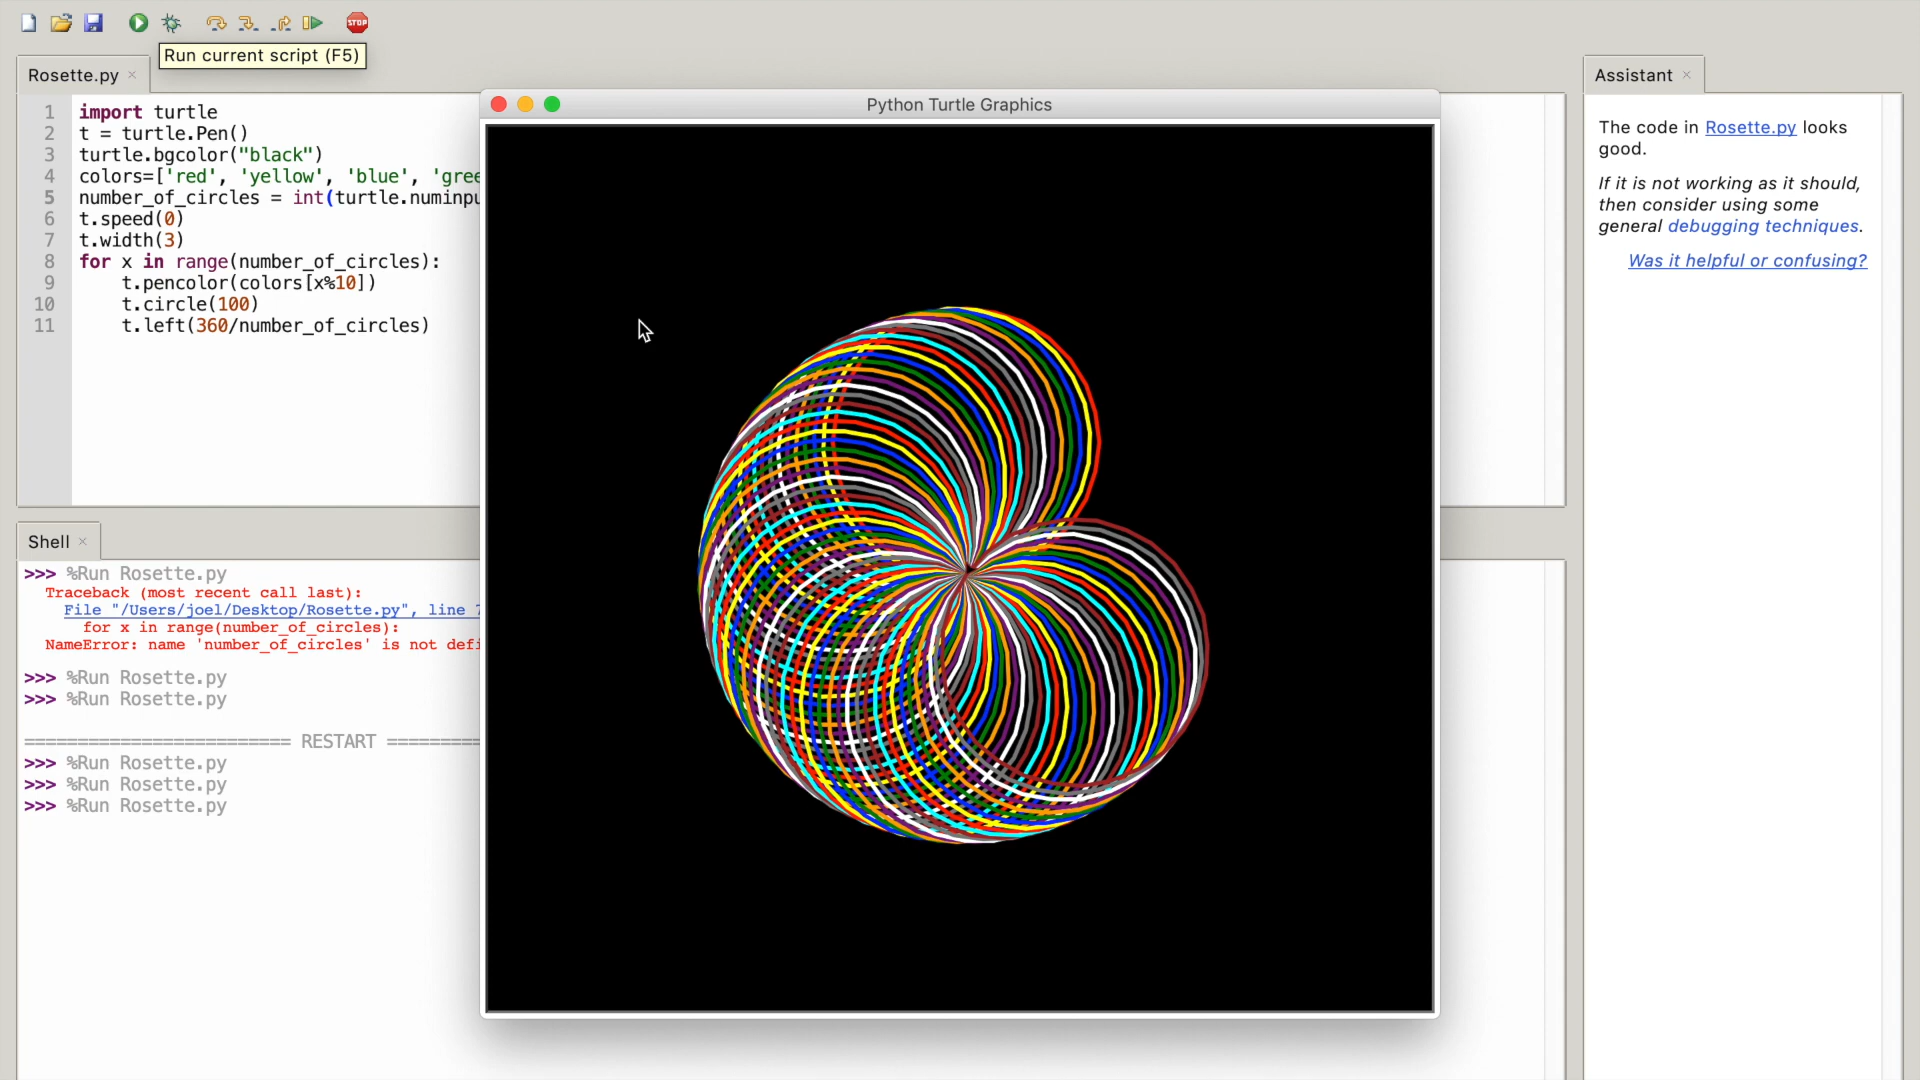 STOP
Run current script (F5)
Rosette.py
1 import turtle
2 t = turtle.Pen()
3 turtle.bgcolor("black")
4 colors=['red', 'yellow', 'blue', 'gree
5 number_of_circles = int(turtle.numinpu
6 t.speed(0)
7 t.width(3)
8 for x in range(number_of_circles):
9 t.pencolor(colors[x%10])
10 t.circle(100)
11 t.left(360/number_of_circles)
Python Turtle Graphics
Shell
>>> %Run Rosette.py
Traceback (most recent call last):
File "/Users/joel/Desktop/Rosette.py", line 7
for x in range(number_of_circles):
NameError: name 'number_of_circles' is not defi
>>> %Run Rosette.py
>>> %Run Rosette.py
========================= RESTART =========
>>> %Run Rosette.py
>>> %Run Rosette.py
>>> %Run Rosette.py
Assistant
The code in Rosette.py looks
good.
If it is not working as it should,
then consider using some
general debugging techniques.
Was it helpful or confusing?